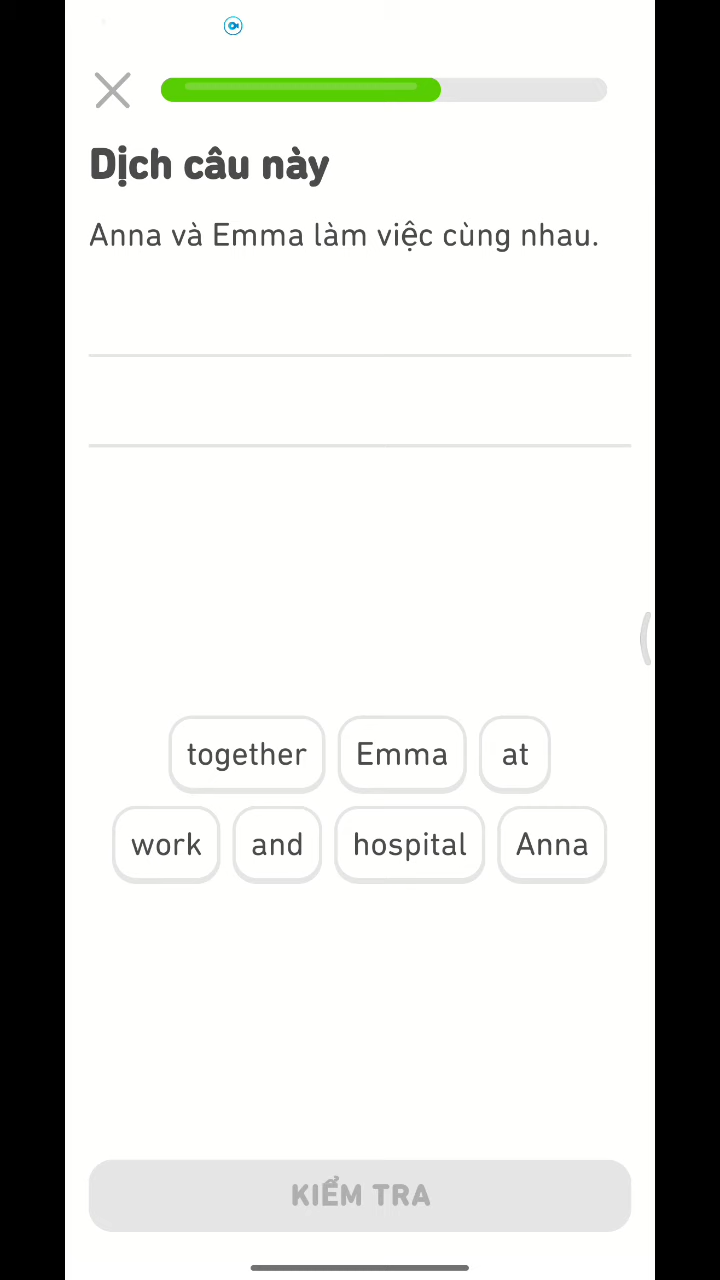 Dịch câu này
Anna và Emma làm việc cùng nhau.
together Emma at
work and hospital Anna
KIỂM TRA